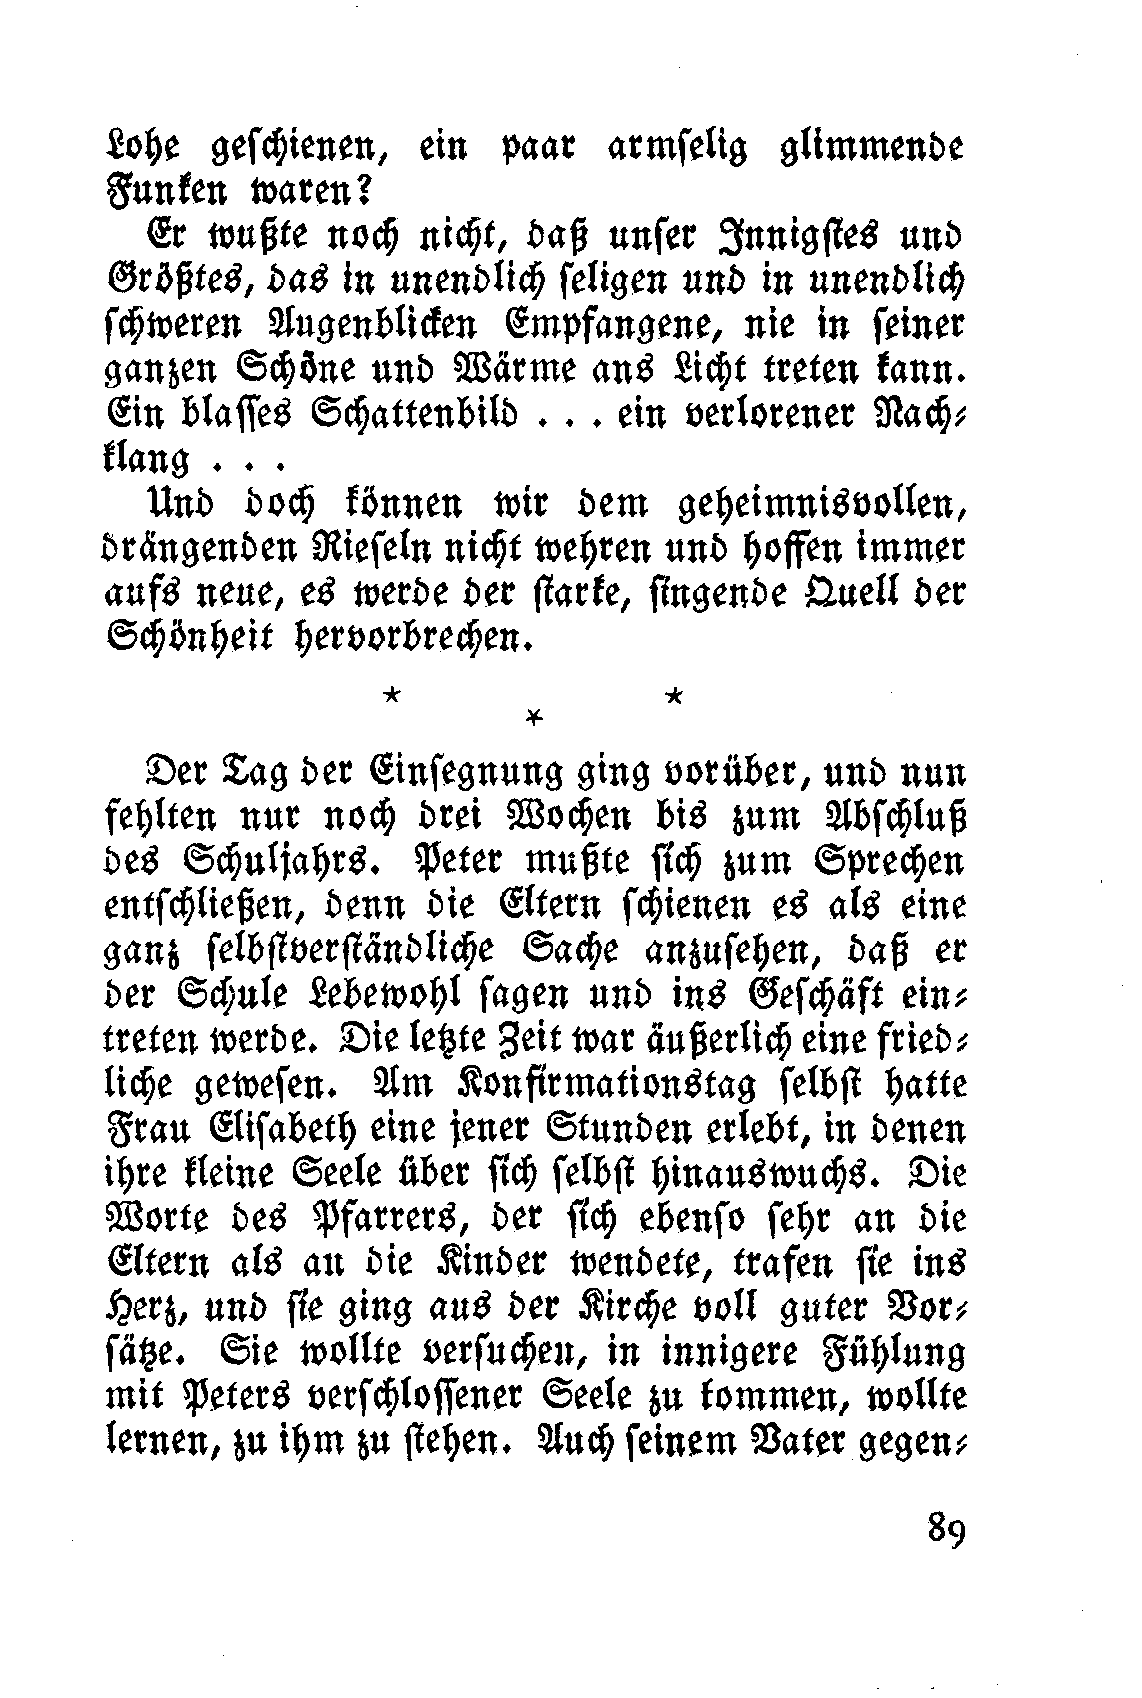 Lohe geschienen, ein paar armselig glimmende
Funken waren?
Er wußte noch nicht, daß unser Innigstes und
Größtes, das in unendlich seligen und in unendlich
schweren Augenblicken Empfangene, nie in seiner
ganzen Schöne und Wärme ans Licht treten kann.
Ein blasses Schattenbild . . . ein verlorener Nach-
klang . . .
Und doch können wir dem geheimnisvollen,
drängenden Rieseln nicht wehren und hoffen immer
aufs neue, es werde der starke, singende Quell der
Schönheit hervorbrechen.
* * *
Der Tag der Einsegnung ging vorüber, und nun
fehlten nur noch drei Wochen bis zum Abschluß
des Schuljahrs. Peter mußte sich zum Sprechen
entschließen, denn die Eltern schienen es als eine
ganz selbstverständliche Sache anzusehen, daß er
der Schule Lebewohl sagen und ins Geschäft ein-
treten werde. Die letzte Zeit war äußerlich eine fried-
liche gewesen. Am Konfirmationstag selbst hatte
Frau Elisabeth eine jener Stunden erlebt, in denen
ihre kleine Seele über sich selbst hinauswuchs. Die
Worte des Pfarrers, der sich ebenso sehr an die
Eltern als an die Kinder wendete, trafen sie ins
Herz, und sie ging aus der Kirche voll guter Vor-
sätze. Sie wollte versuchen, in innigere Fühlung
mit Peters verschlossener Seele zu kommen, wollte
lernen, zu ihm zu stehen. Auch seinem Vater gegen-
89